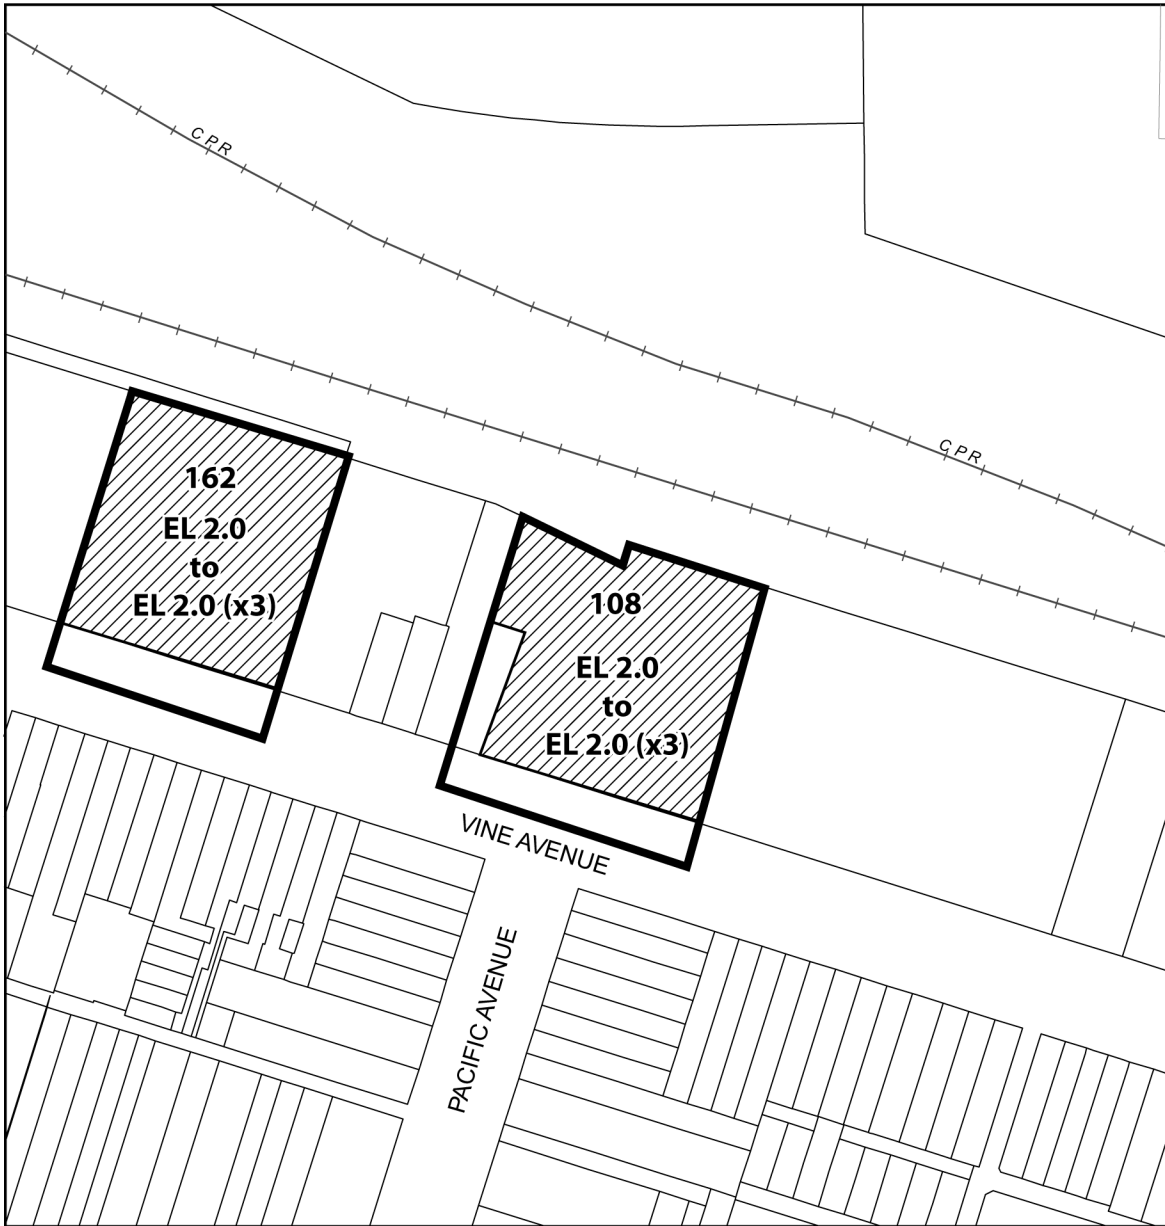 CPR
CPR
162
EL 2.0
to
EL 2.0 (x3)
108
EL 2.0
to
EL 2.0 (x3)
VINE AVENUE
PACIFIC AVENUE